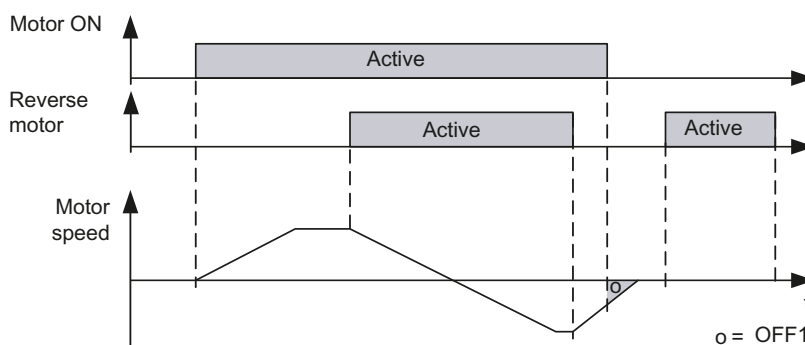 Motor ON
Active
Reverse
motor
Active
Active
Motor
speed
o
o = OFF1